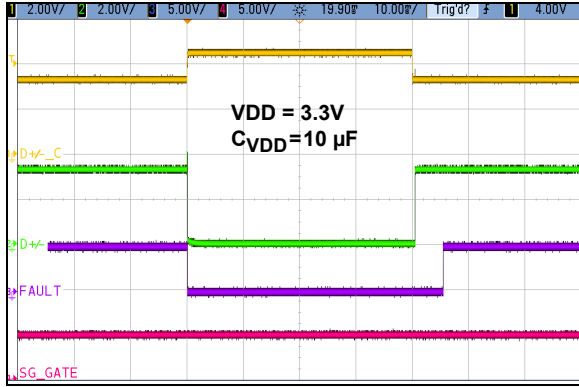 1 2.00V/ 2 2.00V/ 3 5.00V/ 4 5.00V/ 19.90s 10.00s/ Trig'd? 1 4.00V
T
VDD = 3.3V
CVDD=10 µF
D+/-_C
D+/-
FAULT
SG_GATE